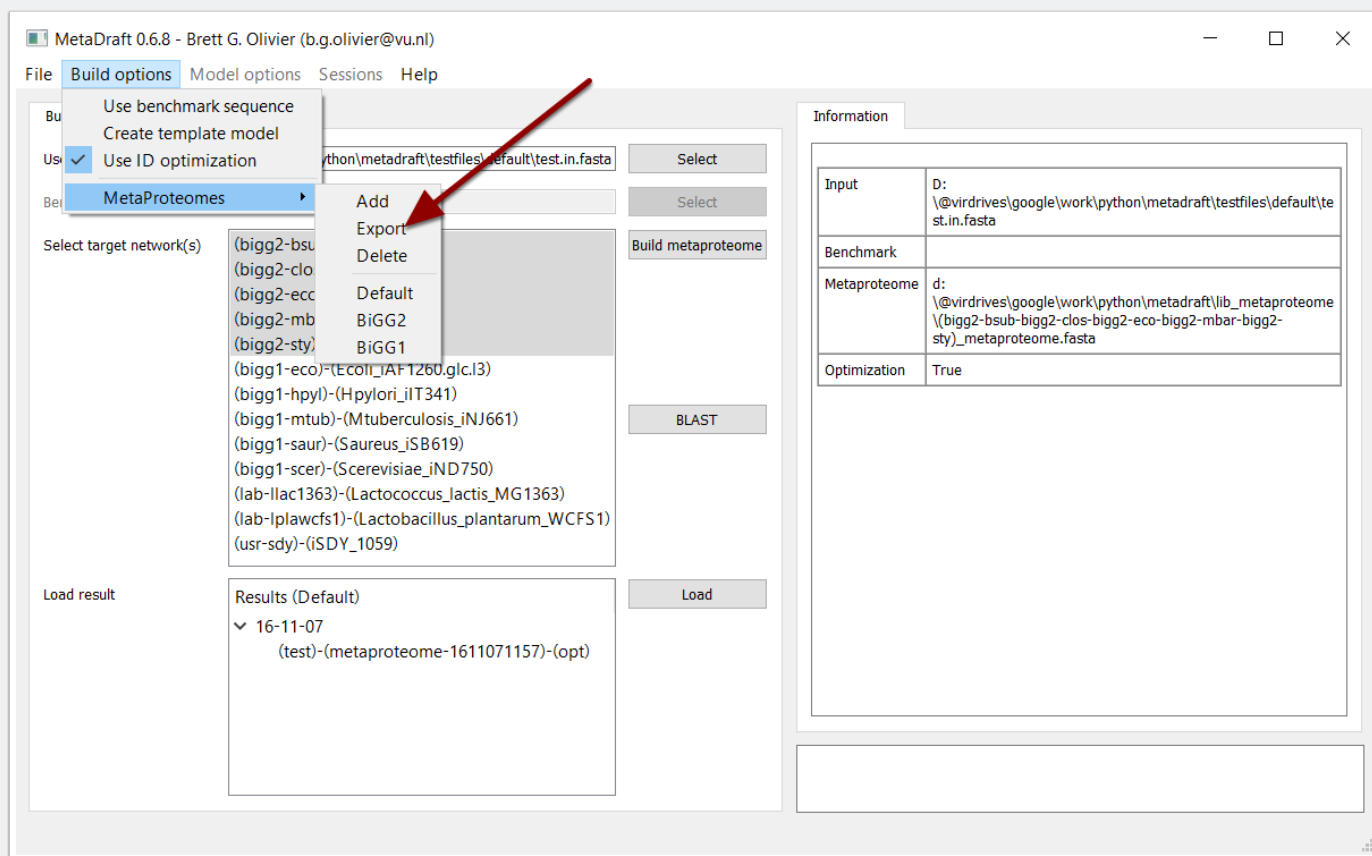 MetaDraft 0.6.8 - Brett G. Olivier (b.g.olivier@vu.nl)
File Build options Model options Sessions Help
Use benchmark sequence
Create template model
Use ID optimization
MetaProteomes
Add
Export
Delete
Default
BiGG2
BiGG1
Bu
Use
ython\metadraft\testfiles\default\test.in.fasta
Select
Ber
Select
Select target network(s)
(bigg2-bsu
(bigg2-clo
(bigg2-eco
(bigg2-mb
(bigg2-sty)
(bigg1-eco)-(Ecoli_iAF1260.glc.l3)
(bigg1-hpyl)-(Hpylori_iIT341)
(bigg1-mtub)-(Mtuberculosis_iNJ661)
(bigg1-saur)-(Saureus_iSB619)
(bigg1-scer)-(Scerevisiae_iND750)
(lab-llac1363)-(Lactococcus_lactis_MG1363)
(lab-lplawcfs1)-(Lactobacillus_plantarum_WCFS1)
(usr-sdy)-(iSDY_1059)
Build metaproteome
BLAST
Load result
Results (Default)
16-11-07
(test)-(metaproteome-1611071157)-(opt)
Load
Information
Input
D:
\@virdrives\google\work\python\metadraft\testfiles\default\te
st.in.fasta
Benchmark
Metaproteome
d:
\@virdrives\google\work\python\metadraft\lib_metaproteome
\(bigg2-bsub-bigg2-clos-bigg2-eco-bigg2-mbar-bigg2-
sty)_metaproteome.fasta
Optimization
True